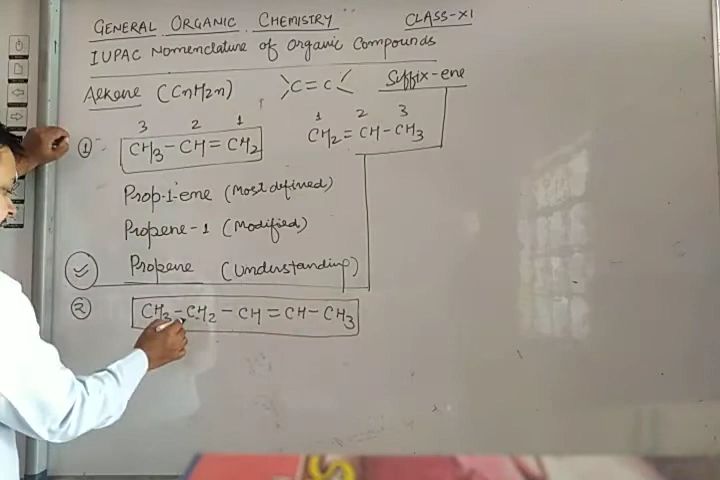 GENERAL ORGANIC CHEMISTRY CLASS-XI
IUPAC Nomenclature of Organic Compounds
Alkene (CnH2n) >C=C< Suffix-ene
3 2 1 1 2 3
① CH3-CH=CH2 CH2=CH-CH3
Prop-1-ene (Most defined)
Propene-1 (Modified)
Propene (Understanding)
② CH3-CH2-CH=CH-CH3